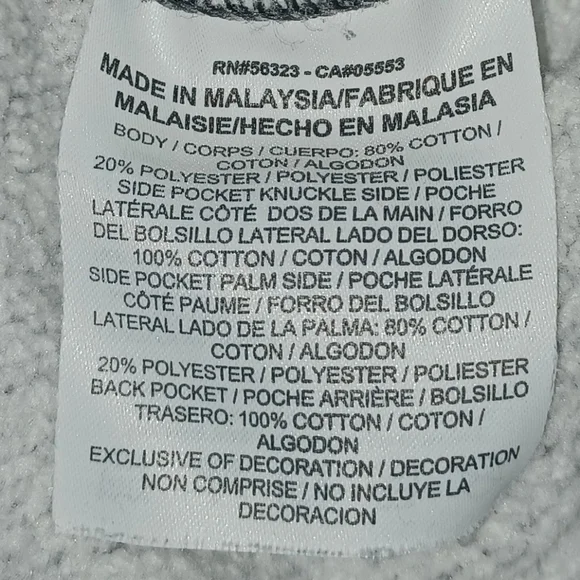 RN#56323 - CA#05553
MADE IN MALAYSIA/FABRIQUE EN
MALAISIE/HECHO EN MALASIA
BODY / CORPS / CUERPO: 80% COTTON /
COTON / ALGODON
20% POLYESTER / POLYESTER / POLIESTER
SIDE POCKET KNUCKLE SIDE / POCHE
LATÉRALE CÔTÉ DOS DE LA MAIN / FORRO
DEL BOLSILLO LATERAL LADO DEL DORSO:
100% COTTON / COTON / ALGODON
SIDE POCKET PALM SIDE / POCHE LATÉRALE
CÔTÉ PAUME / FORRO DEL BOLSILLO
LATERAL LADO DE LA PALMA: 80% COTTON /
COTON / ALGODON
20% POLYESTER / POLYESTER / POLIESTER
BACK POCKET / POCHE ARRIÈRE / BOLSILLO
TRASERO: 100% COTTON / COTON /
ALGODON
EXCLUSIVE OF DECORATION / DECORATION
NON COMPRISE / NO INCLUYE LA
DECORACION